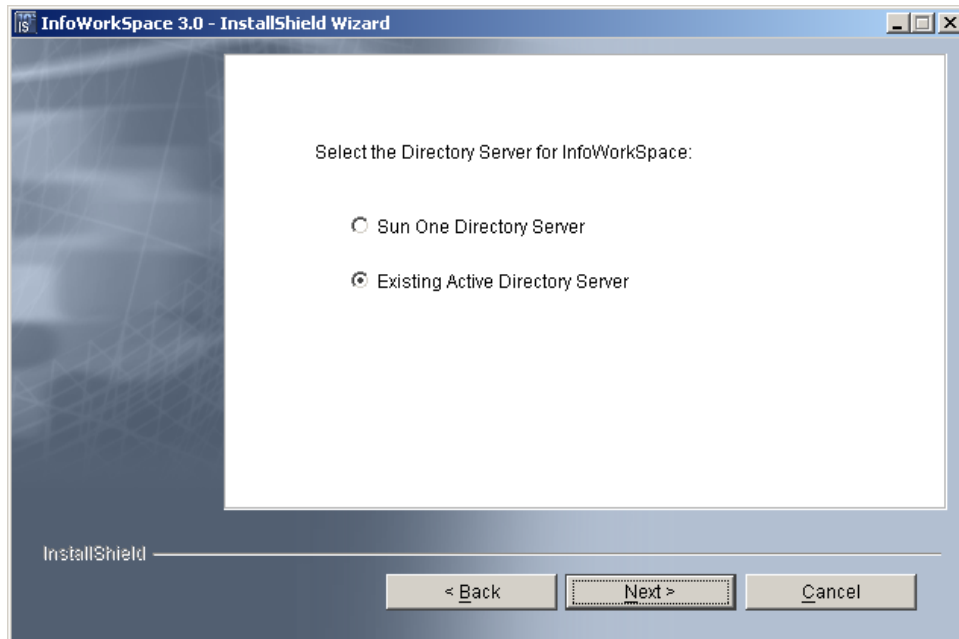 InfoWorkSpace 3.0 - InstallShield Wizard
Select the Directory Server for InfoWorkSpace:
Sun One Directory Server
Existing Active Directory Server
InstallShield
< Back
Next >
Cancel